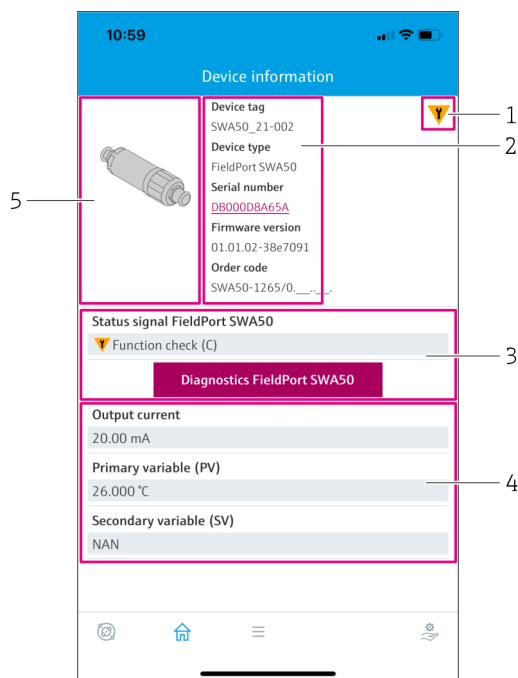 10:59
Device information
Device tag
SWA50_21-002
Device type
FieldPort SWA50
Serial number
DB000D8A65A
Firmware version
01.01.02-38e7091
Order code
SWA50-1265/0.__..__.
1
2
5
Status signal FieldPort SWA50
Function check (C)
Diagnostics FieldPort SWA50
3
Output current
20.00 mA
Primary variable (PV)
26.000 °C
4
Secondary variable (SV)
NAN